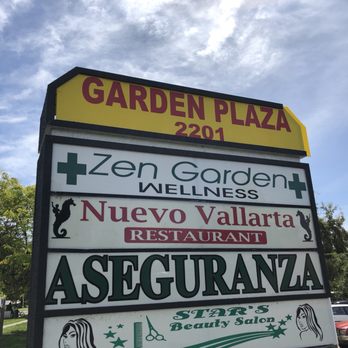 GARDEN PLAZA
2201
Zen Garden
WELLNESS
Nuevo Vallarta
RESTAURANT
ASEGURANZA
STAR'S
Beauty Salon